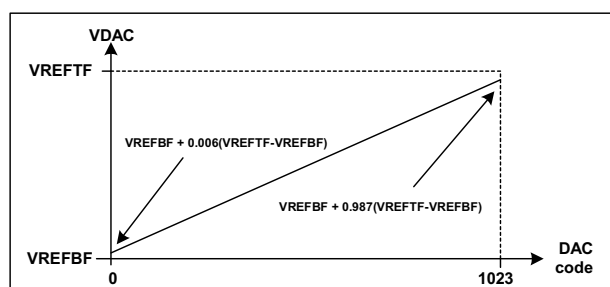 VDAC
VREFTF
VREFBF + 0.006(VREFTF-VREFBF)
VREFBF + 0.987(VREFTF-VREFBF)
VREFBF
DAC
code
0
1023